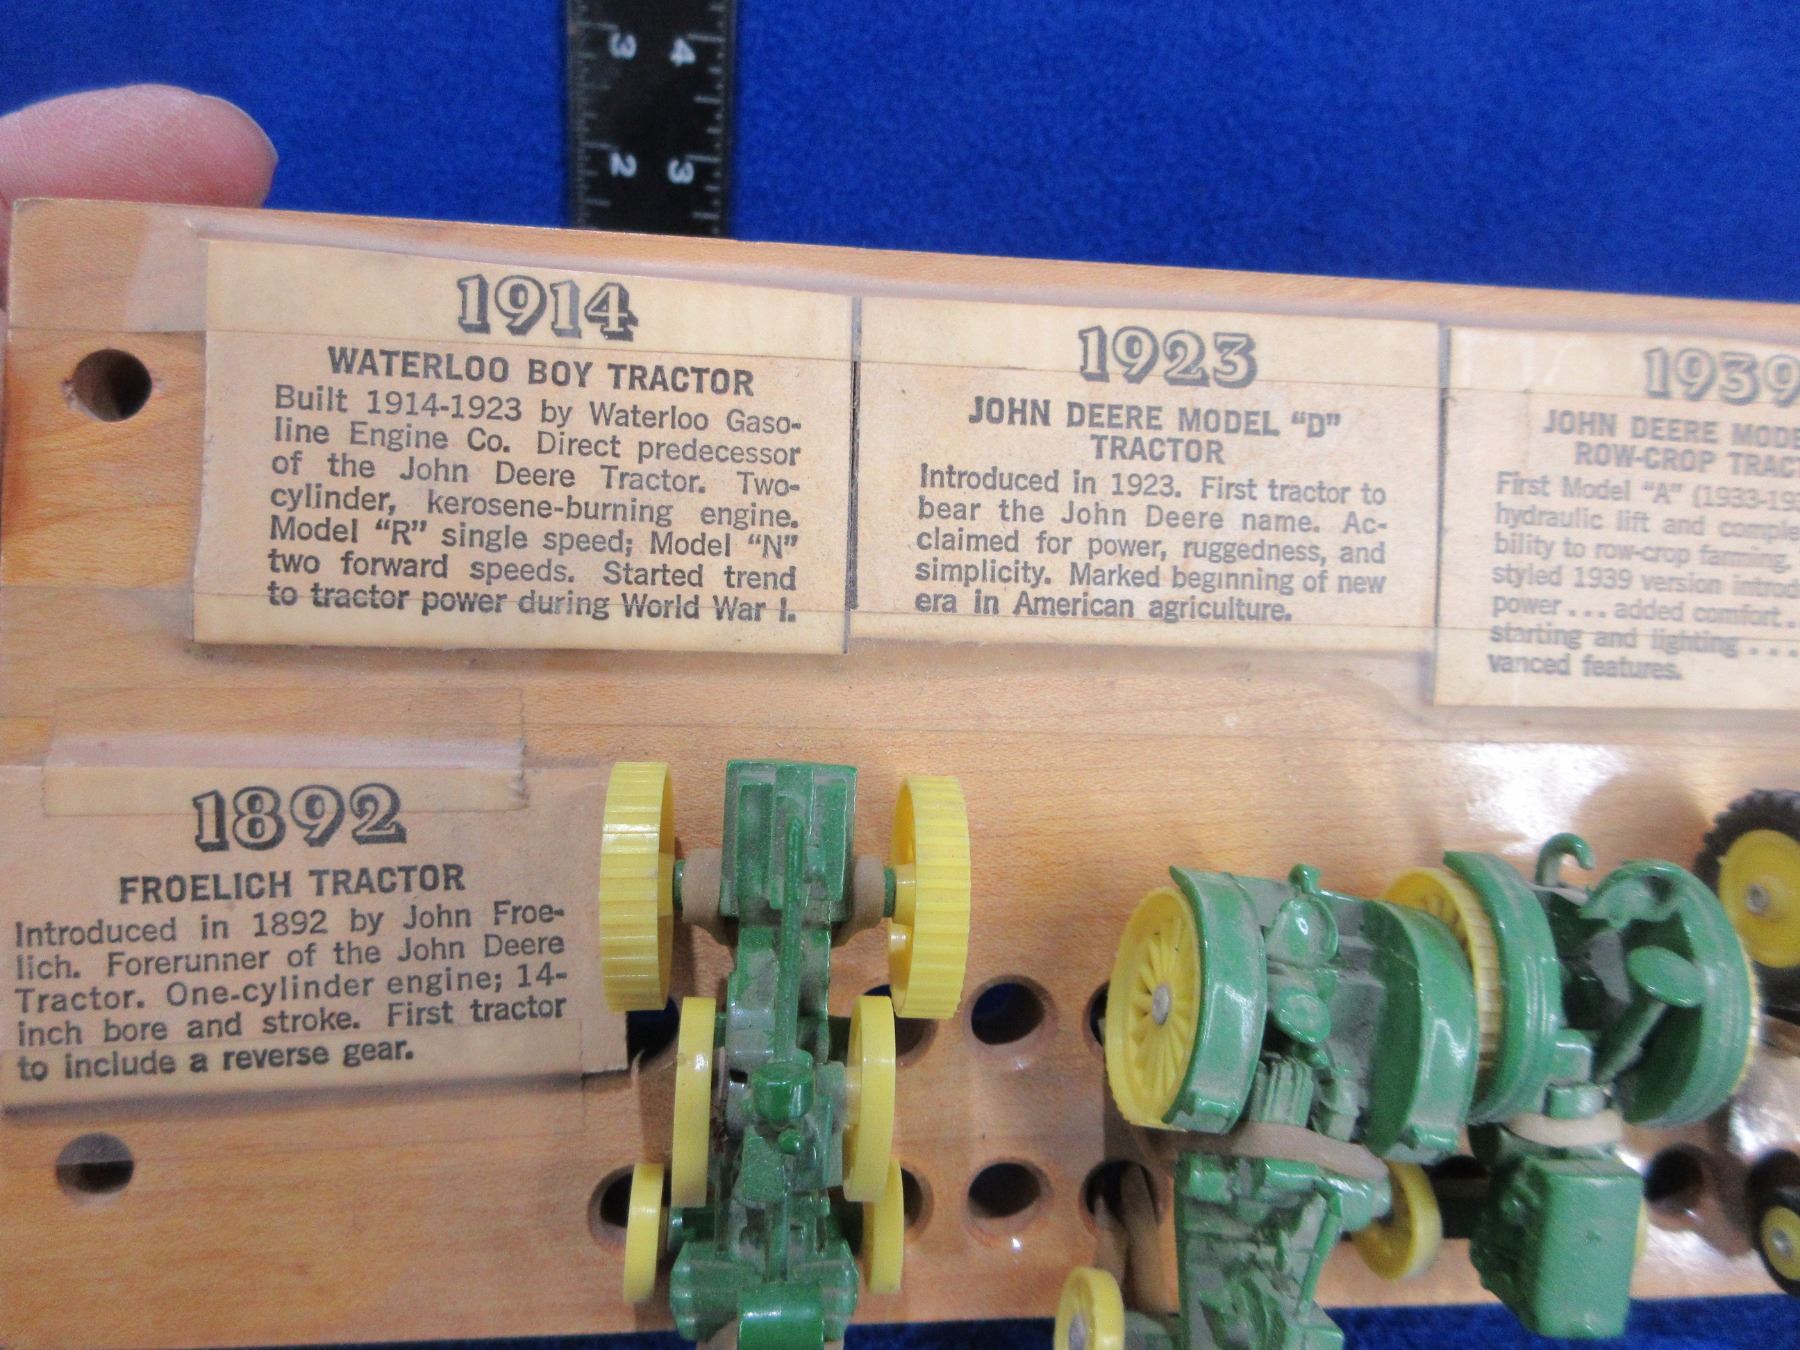 3 4
2 3
1914
WATERLOO BOY TRACTOR
Built 1914-1923 by Waterloo Gaso-
line Engine Co. Direct predecessor
of the John Deere Tractor. Two-
cylinder, kerosene-burning engine.
Model "R" single speed; Model "N"
two forward speeds. Started trend
to tractor power during World War I.
1923
JOHN DEERE MODEL "D"
TRACTOR
Introduced in 1923. First tractor to
bear the John Deere name. Ac-
claimed for power, ruggedness, and
simplicity. Marked beginning of new
era in American agriculture.
1939
JOHN DEERE
ROW-CROP
First Model "A"
hydraulic lift and
bility to row-crop farming.
styled 1939 version
power... added comfort..
starting and lighting....
vanced features.
1892
FROELICH TRACTOR
Introduced in 1892 by John Froe-
lich. Forerunner of the John Deere
Tractor. One-cylinder engine; 14-
inch bore and stroke. First tractor
to include a reverse gear.